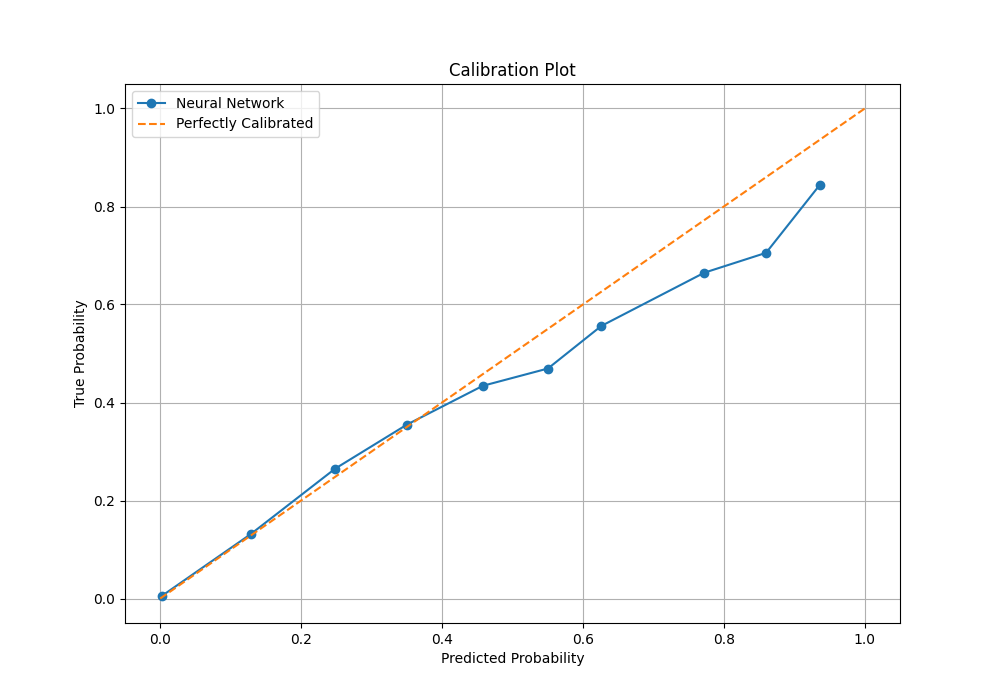 Calibration Plot
Neural Network
Perfectly Calibrated
1.0
0.8
0.6
0.4
0.2
0.0
True Probability
0.0 0.2 0.4 0.6 0.8 1.0
Predicted Probability